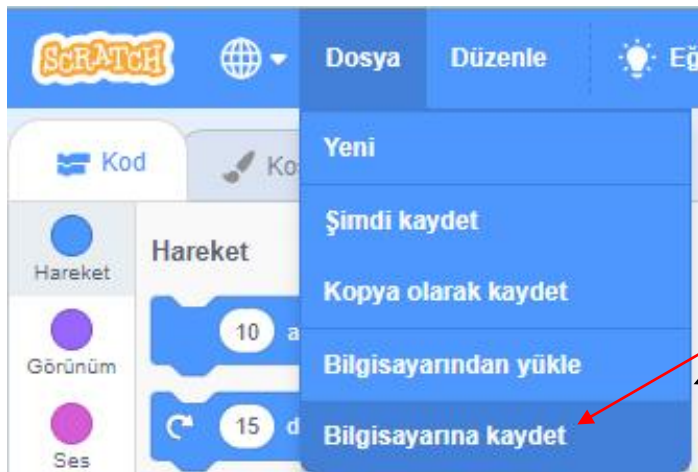 SCRATCH Dosya Düzenle
Yeni
Kod
Şimdi kaydet
Hareket
Hareket
Kopya olarak kaydet
10
Görünüm
Bilgisayarından yükle
15
Bilgisayarına kaydet
Ses